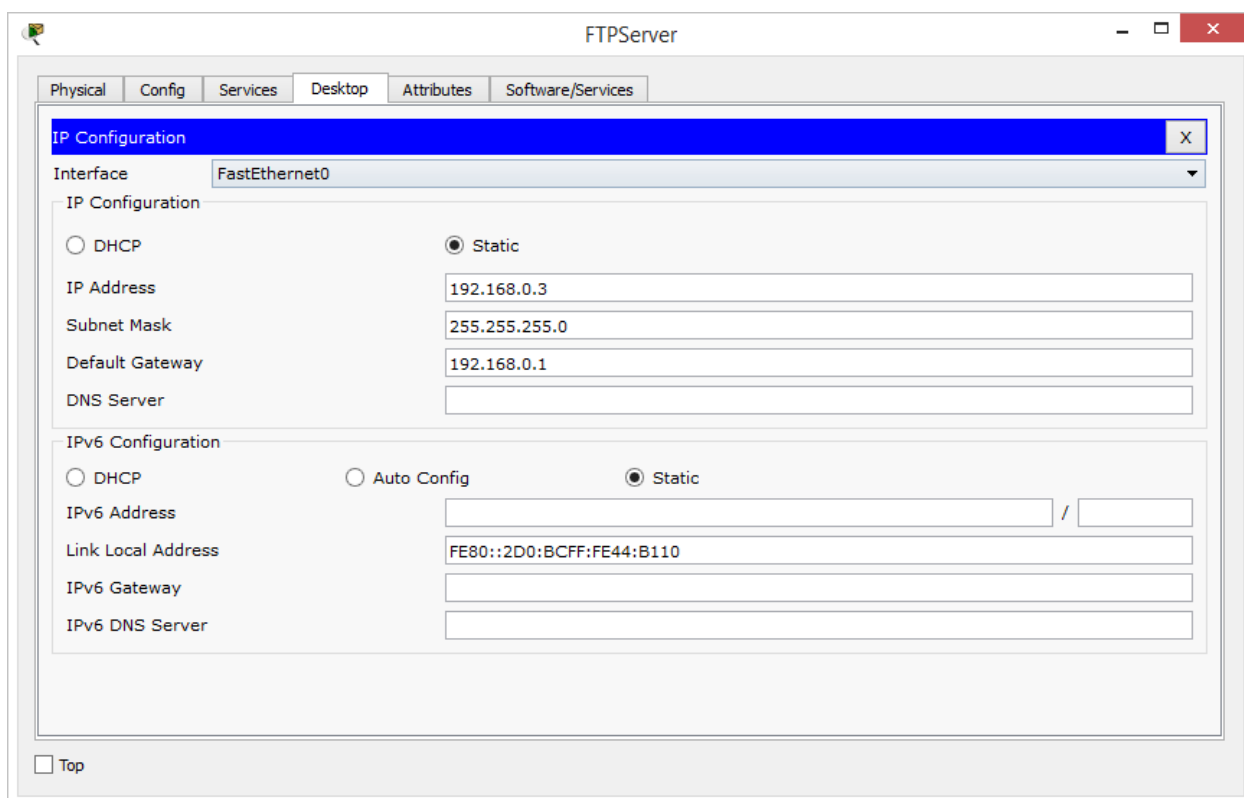 FTPServer
Physical Config Services Desktop Attributes Software/Services
IP Configuration X
Interface FastEthernet0
IP Configuration
DHCP Static
IP Address 192.168.0.3
Subnet Mask 255.255.255.0
Default Gateway 192.168.0.1
DNS Server
IPv6 Configuration
DHCP Auto Config Static
IPv6 Address /
Link Local Address FE80::2D0:BCFF:FE44:B110
IPv6 Gateway
IPv6 DNS Server
Top